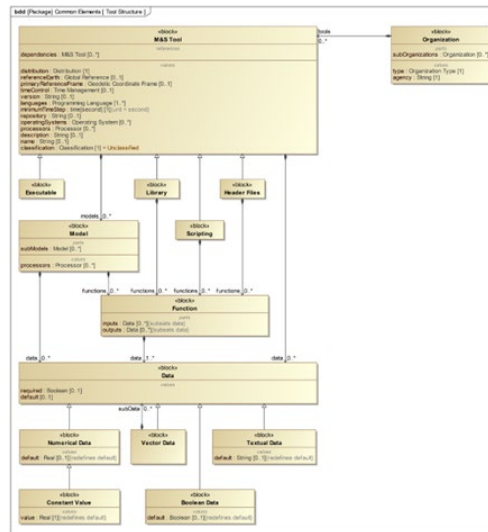 bdd [Package] Common Elements [ Tool Structure ]
«block»
M&S Tool
references
dependencies : M&S Tool [0..*]
values
distribution : Distribution [1]
referenceEarth : Global Reference [0..1]
primaryReferenceFrame : Geodetic Coordinate Frame [0..1]
timeControl : Time Management [0..1]
version : String [0..1]
languages : Programming Language [1..*]
minimumTimeStep : time[second] [1]{unit = second}
repository : String [0..1]
operatingSystems : Operating System [0..*]
processors : Processor [0..*]
description : String [0..1]
name : String [0..1]
classification : Classification [1] = Unclassified
tools
0..*
«block»
Organization
parts
subOrganizations : Organization [0..*]
values
type : Organization Type [1]
agency : String [1]
«block»
Executable
«block»
Library
«block»
Header Files
models 0..*
«block»
Scripting
«block»
Model
parts
subModels : Model [0..*]
values
processors : Processor [0..*]
functions 0..*
functions 0..*
functions 0..*
functions 0..*
«block»
Function
parts
inputs : Data [0..*]{subsets data}
outputs : Data [0..*]{subsets data}
data 0..*
data 1..*
data 0..*
«block»
Data
values
required : Boolean [0..1]
default [0..1]
subData 0..*
«block»
Numerical Data
values
default : Real [0..1]{redefines default}
«block»
Vector Data
«block»
Textual Data
values
default : String [0..1]{redefines default}
«block»
Constant Value
values
value : Real [1]{redefines default}
«block»
Boolean Data
values
default : Boolean [0..1]{redefines default}